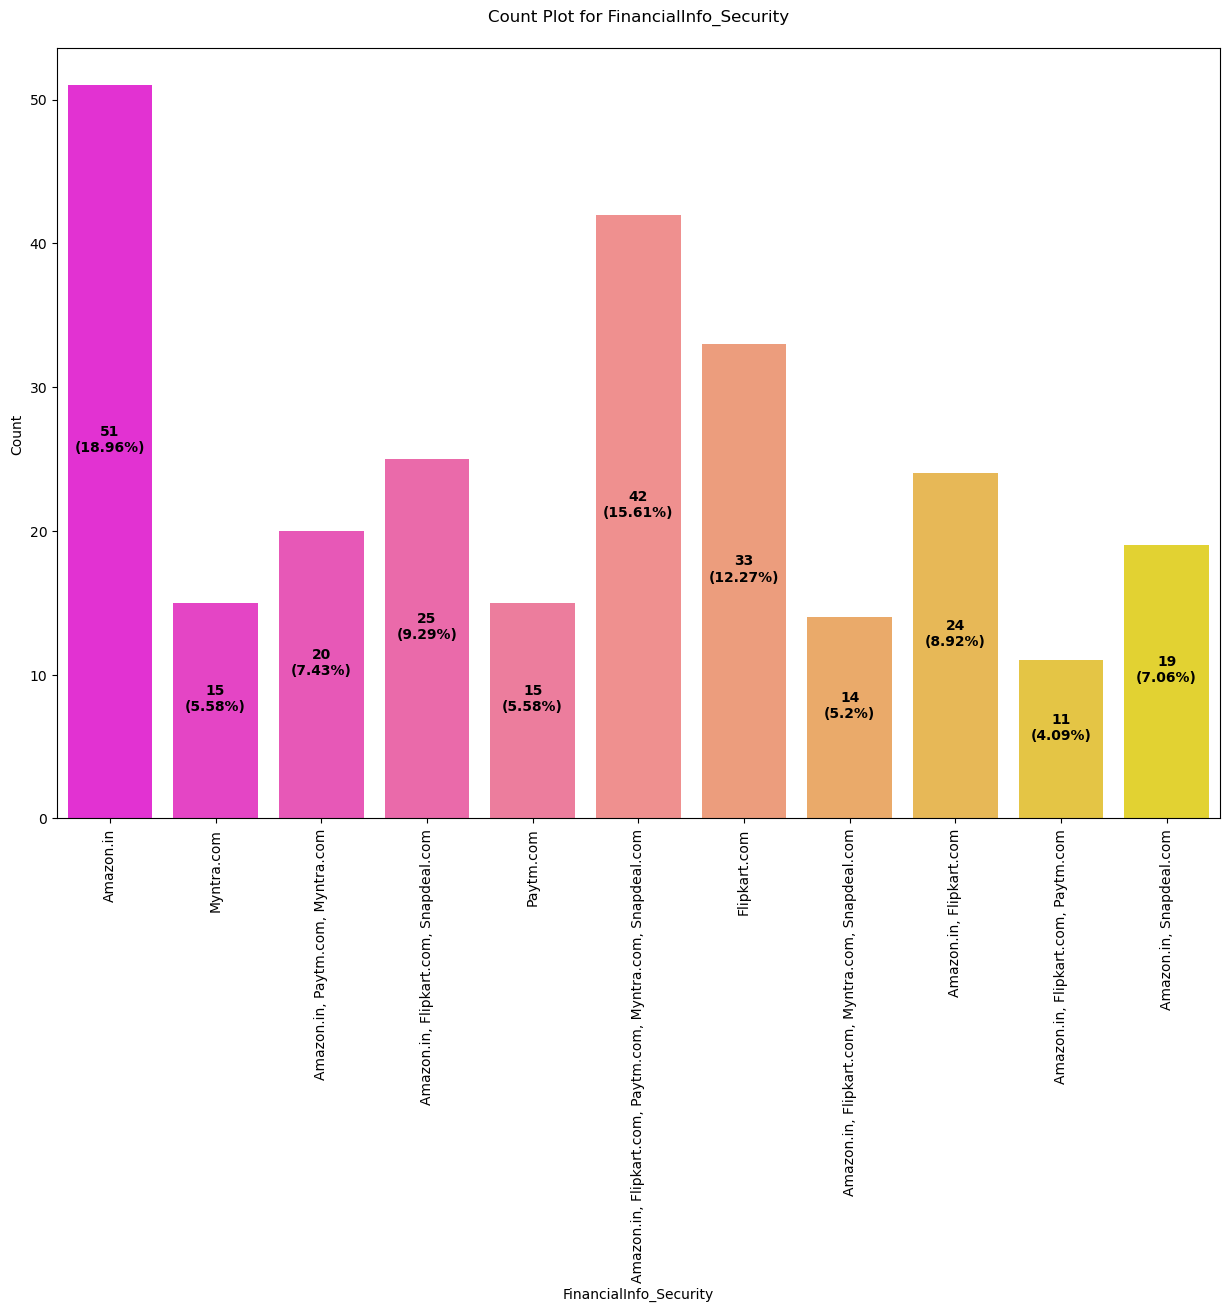 Count Plot for FinancialInfo_Security
Count
50
40
30
20
10
0
51
(18.96%)
15
(5.58%)
20
(7.43%)
25
(9.29%)
15
(5.58%)
42
(15.61%)
33
(12.27%)
14
(5.2%)
24
(8.92%)
11
(4.09%)
19
(7.06%)
Amazon.in
Myntra.com
Amazon.in, Paytm.com, Myntra.com
Amazon.in, Flipkart.com, Snapdeal.com
Paytm.com
Amazon.in, Flipkart.com, Paytm.com, Myntra.com, Snapdeal.com
Flipkart.com
Amazon.in, Flipkart.com, Myntra.com, Snapdeal.com
Amazon.in, Flipkart.com
Amazon.in, Flipkart.com, Paytm.com
Amazon.in, Snapdeal.com
FinancialInfo_Security